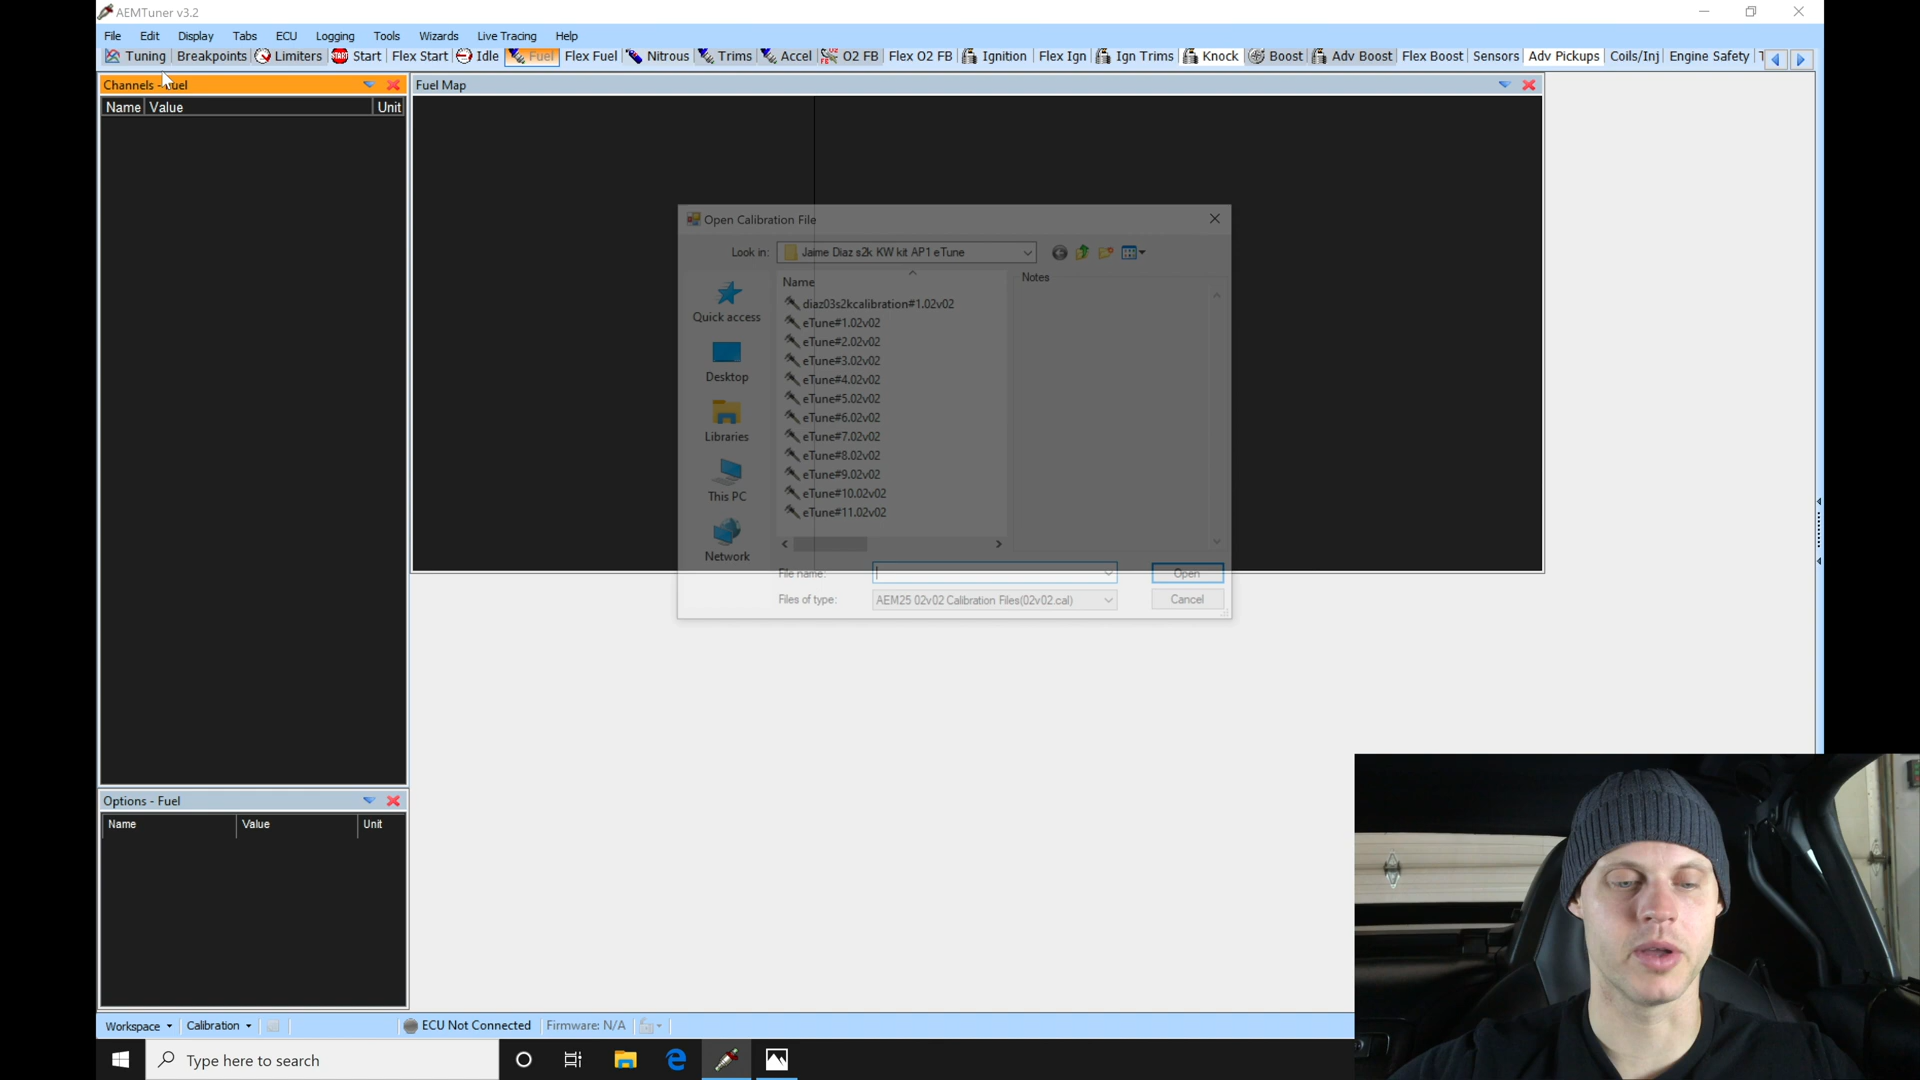 AEMTuner v3.2
File Edit Display Tabs ECU Logging Tools Wizards Live Tracing Help
Tuning Breakpoints Limiters START Start Flex Start Idle Fuel Flex Fuel Nitrous Trims Accel O2 FB Flex O2 FB Ignition Flex Ign Ign Trims Knock Boost Adv Boost Flex Boost Sensors Adv Pickups Coils/Inj Engine Safety
Channels - Fuel
Fuel Map
Name Value Unit
Open Calibration File
Look in: Jaime Diaz s2k KW kit AP1 eTune
Name
Notes
diaz03s2kcalibration#1.02v02
eTune#1.02v02
eTune#2.02v02
eTune#3.02v02
eTune#4.02v02
eTune#5.02v02
eTune#6.02v02
eTune#7.02v02
eTune#8.02v02
eTune#9.02v02
eTune#10.02v02
eTune#11.02v02
Quick access
Desktop
Libraries
This PC
Network
File name:
Open
Files of type: AEM25 02v02 Calibration Files(02v02.cal)
Cancel
Options - Fuel
Name Value Unit
Workspace Calibration ECU Not Connected Firmware: N/A
Type here to search